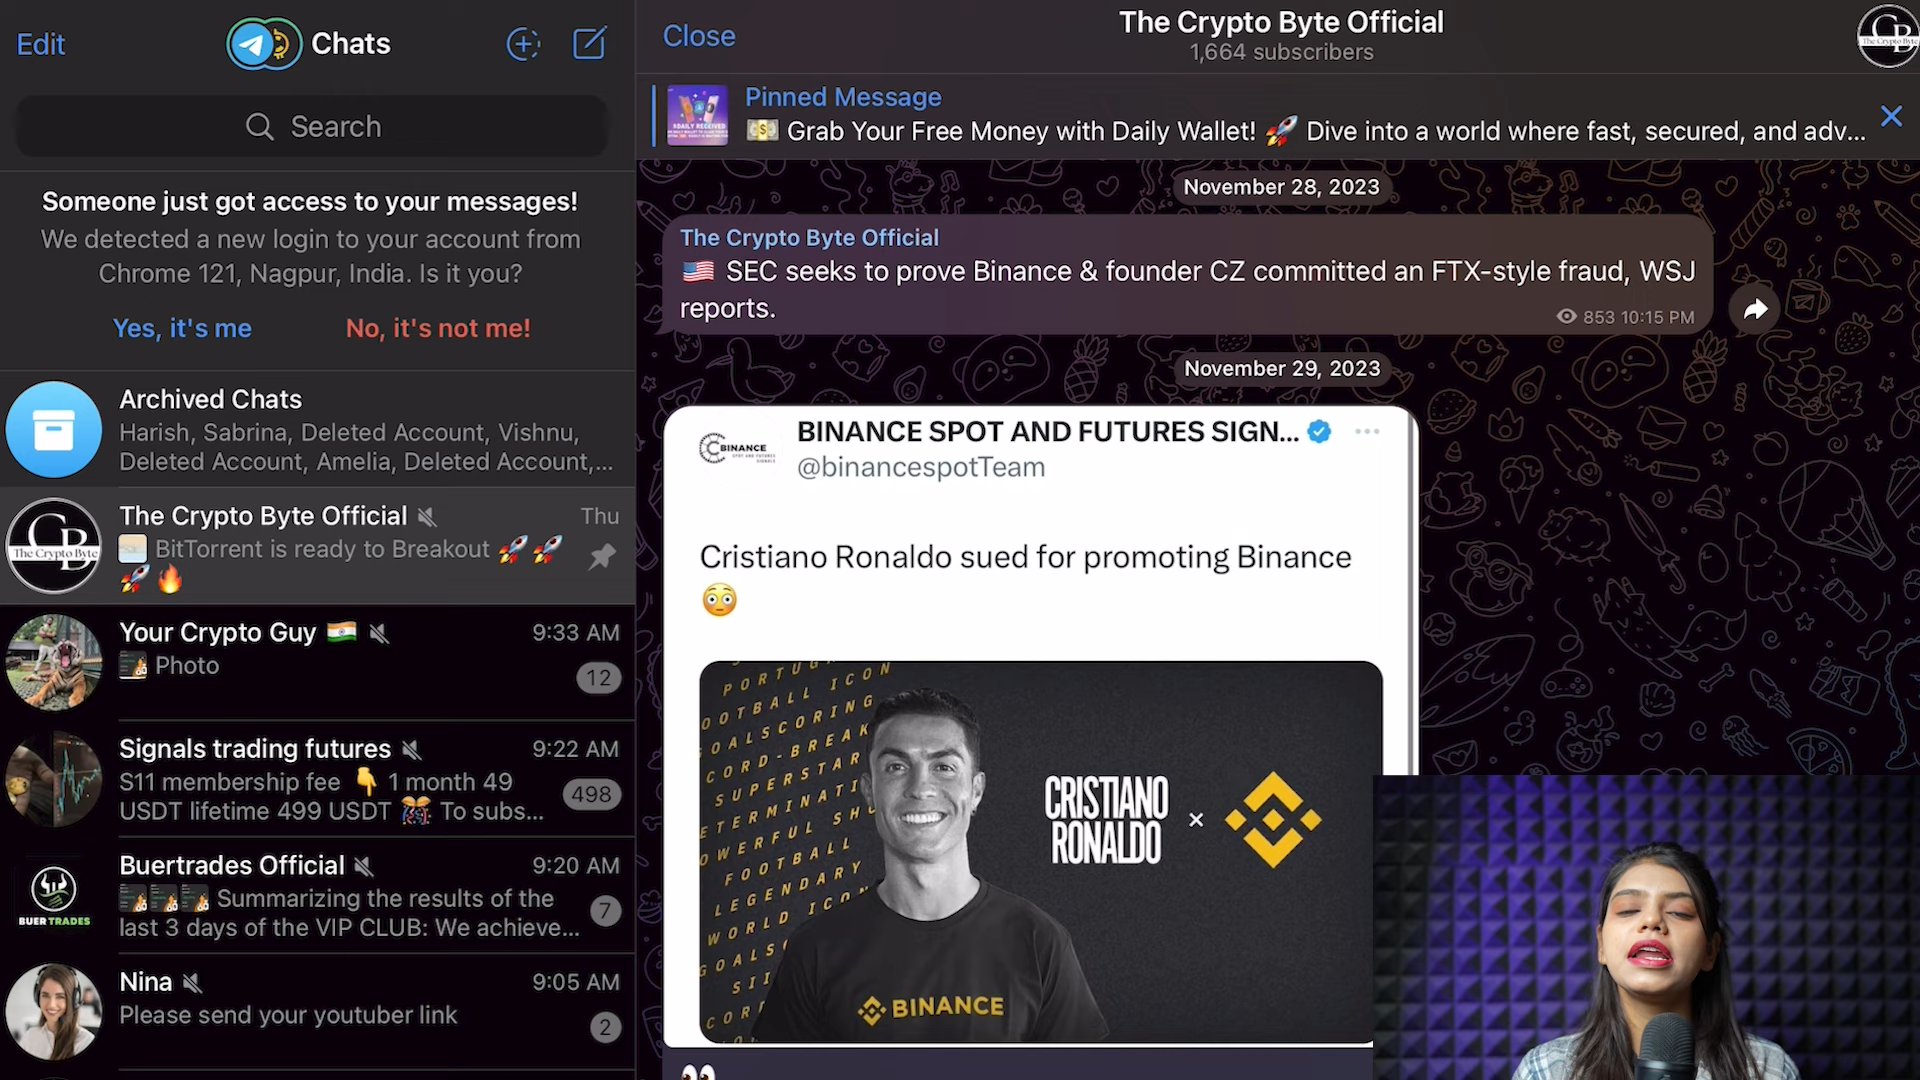 Edit
Chats
Search
Someone just got access to your messages!
We detected a new login to your account from
Chrome 121, Nagpur, India. Is it you?
Yes, it's me
No, it's not me!
Archived Chats
Harish, Sabrina, Deleted Account, Vishnu,
Deleted Account, Amelia, Deleted Account,...
The Crypto Byte
The Crypto Byte Official
Thu
BitTorrent is ready to Breakout 🚀 🚀
🚀 🔥
Your Crypto Guy 🇮🇳
9:33 AM
Photo
12
Signals trading futures
9:22 AM
S11 membership fee 👇 1 month 49
USDT lifetime 499 USDT 🎊 To subs...
498
BUERTRADES
Buertrades Official
9:20 AM
Summarizing the results of the
last 3 days of the VIP CLUB: We achieve...
7
Nina
9:05 AM
Please send your youtuber link
2
Close
The Crypto Byte Official
1,664 subscribers
Pinned Message
💵 Grab Your Free Money with Daily Wallet! 🚀 Dive into a world where fast, secured, and adv...
November 28, 2023
The Crypto Byte Official
🇺🇸 SEC seeks to prove Binance & founder CZ committed an FTX-style fraud, WSJ
reports.
853 10:15 PM
November 29, 2023
BINANCE
BINANCE SPOT AND FUTURES SIGN...
@binancespotTeam
Cristiano Ronaldo sued for promoting Binance
😳
CRISTIANO
RONALDO
×
BINANCE
FOOTBALL
LEGENDARY
👀